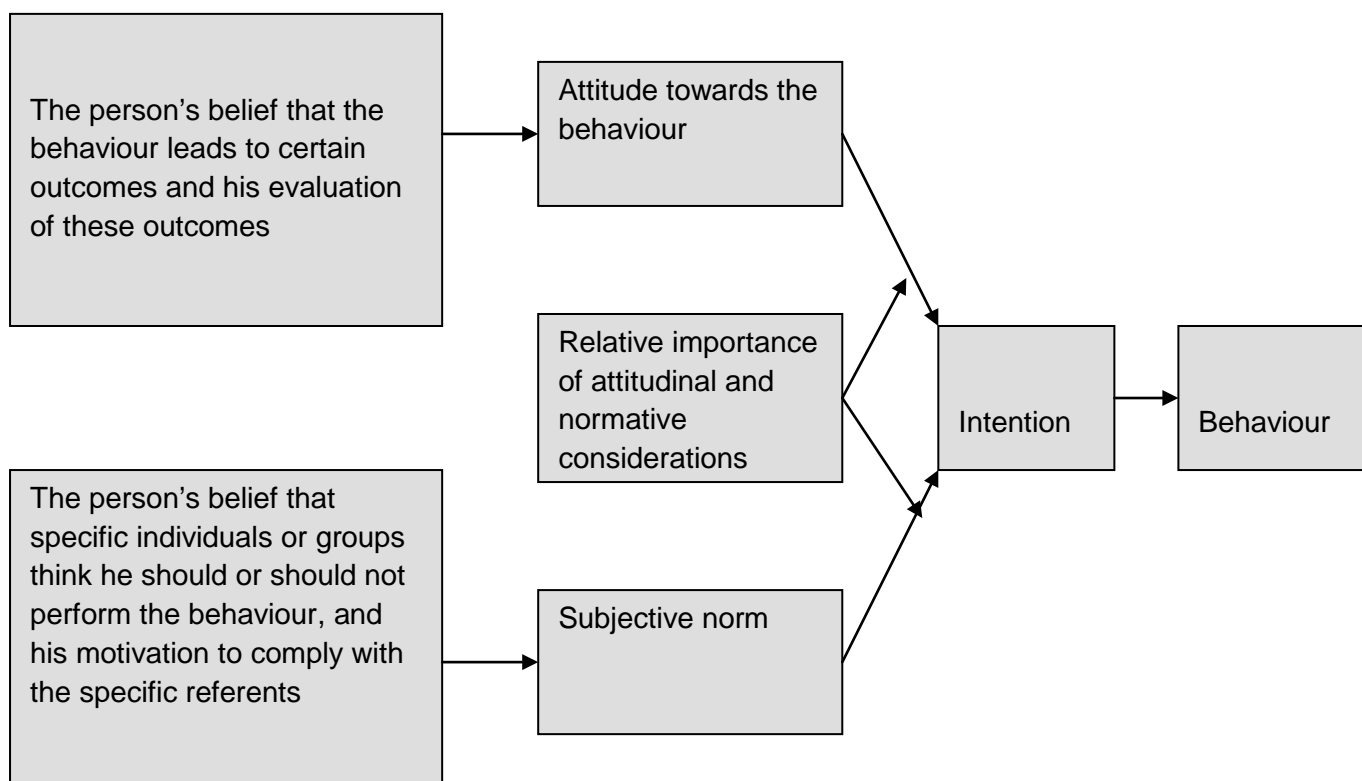 The person’s belief that the
behaviour leads to certain
outcomes and his evaluation
of these outcomes
Attitude towards the
behaviour
Relative importance
of attitudinal and
normative
considerations
Intention
Behaviour
The person’s belief that
specific individuals or groups
think he should or should not
perform the behaviour, and
his motivation to comply with
the specific referents
Subjective norm